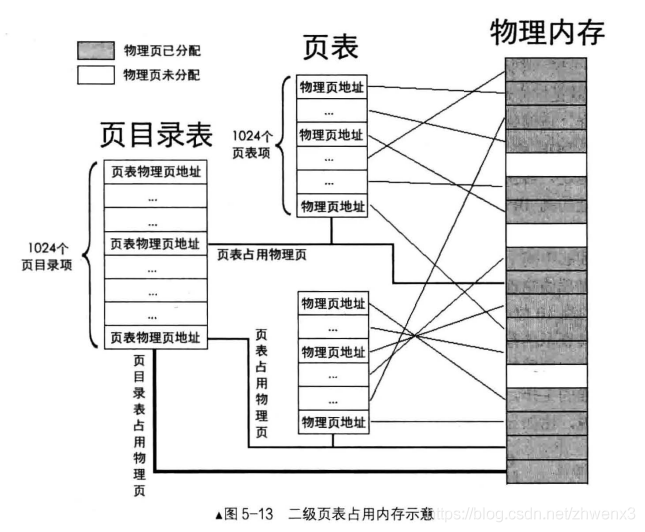 物理页已分配
物理页未分配
页目录表
页表
物理内存
1024个
页目录项
页表物理页地址
...
...
页表物理页地址
...
...
...
页表物理页地址
1024个
页表项
物理页地址
...
物理页地址
...
...
物理页地址
页表占用物理页
物理页地址
...
物理页地址
...
...
物理页地址
页表占用物理页
页目录表占用物理页
▲图5-13 二级页表占用内存示意
https://blog.csdn.net/zhwenx3